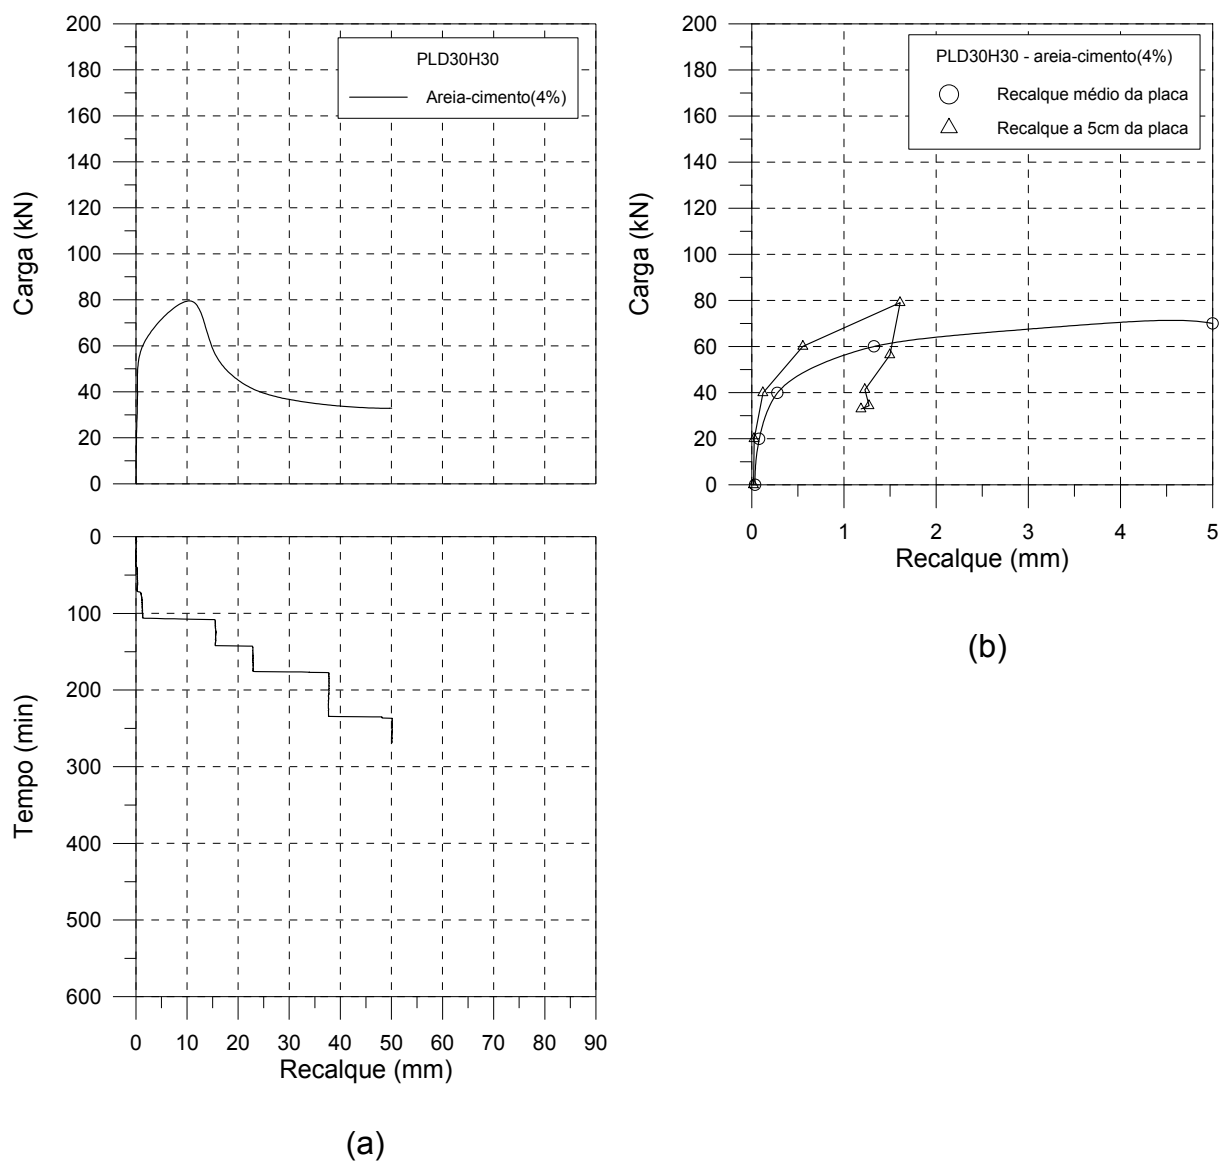 200
180
160
140
120
100
80
60
40
20
0
Carga (kN)
PLD30H30
Areia-cimento(4%)
0
100
200
300
400
500
600
Tempo (min)
0 10 20 30 40 50 60 70 80 90
Recalque (mm)
(a)
200
180
160
140
120
100
80
60
40
20
0
Carga (kN)
PLD30H30 - areia-cimento(4%)
Recalque médio da placa
Recalque a 5cm da placa
0 1 2 3 4 5
Recalque (mm)
(b)